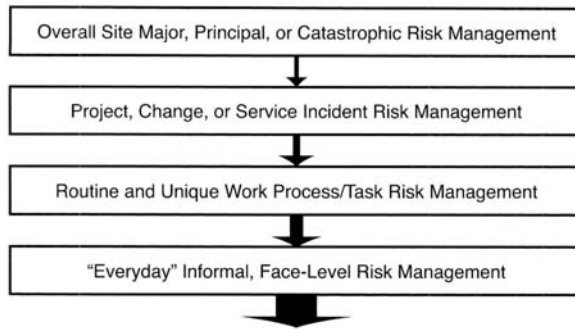 Overall Site Major, Principal, or Catastrophic Risk Management
Project, Change, or Service Incident Risk Management
Routine and Unique Work Process/Task Risk Management
“Everyday” Informal, Face-Level Risk Management